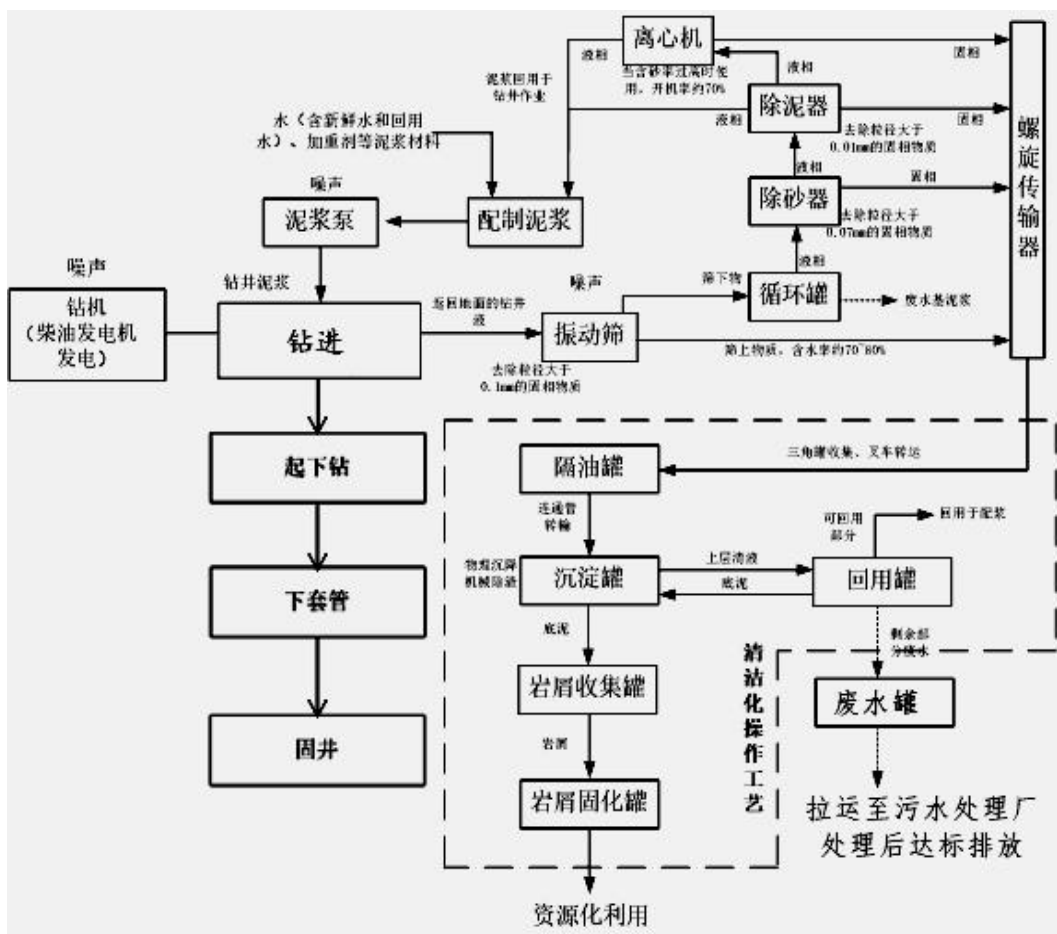 离心机
液相
固相
泥浆回用于
钻井作业
当含砂率过高时使
用，开机率约70%
液相
除泥器
液相
固相
水（含新鲜水和回用
水）、加重剂等泥浆材料
去除粒径大于
0.01mm的固相物质
液相
螺旋传输器
噪声
泥浆泵
配制泥浆
除砂器
固相
去除粒径大于
0.07mm的固相物质
液相
噪声
钻机
（柴油发电机
发电）
钻井泥浆
钻进
返回地面的钻井
液
噪声
振动筛
筛下物
循环罐
废水基泥浆
筛上物质，含水率约70~80%
去除粒径大于
0.1mm的固相物质
起下钻
下套管
固井
隔油罐
三角罐收集、叉车转运
连通管
转输
物理沉降
机械除渣
沉淀罐
上层清液
底泥
回用罐
可回用
部分
回用于配浆
底泥
剩余部
分废水
岩屑收集罐
岩屑
岩屑固化罐
清洁化操作工艺
废水罐
拉运至污水处理厂
处理后达标排放
资源化利用